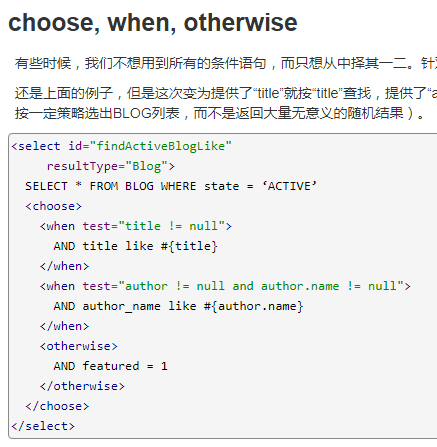 choose, when, otherwise
有些时候，我们不想用到所有的条件语句，而只想从中择其一二。针
还是上面的例子，但是这次变为提供了“title”就按“title”查找，提供了“a
按一定策略选出BLOG列表，而不是返回大量无意义的随机结果）。
<select id="findActiveBlogLike"
resultType="Blog">
SELECT * FROM BLOG WHERE state = ‘ACTIVE’
<choose>
<when test="title != null">
AND title like #{title}
</when>
<when test="author != null and author.name != null">
AND author_name like #{author.name}
</when>
<otherwise>
AND featured = 1
</otherwise>
</choose>
</select>